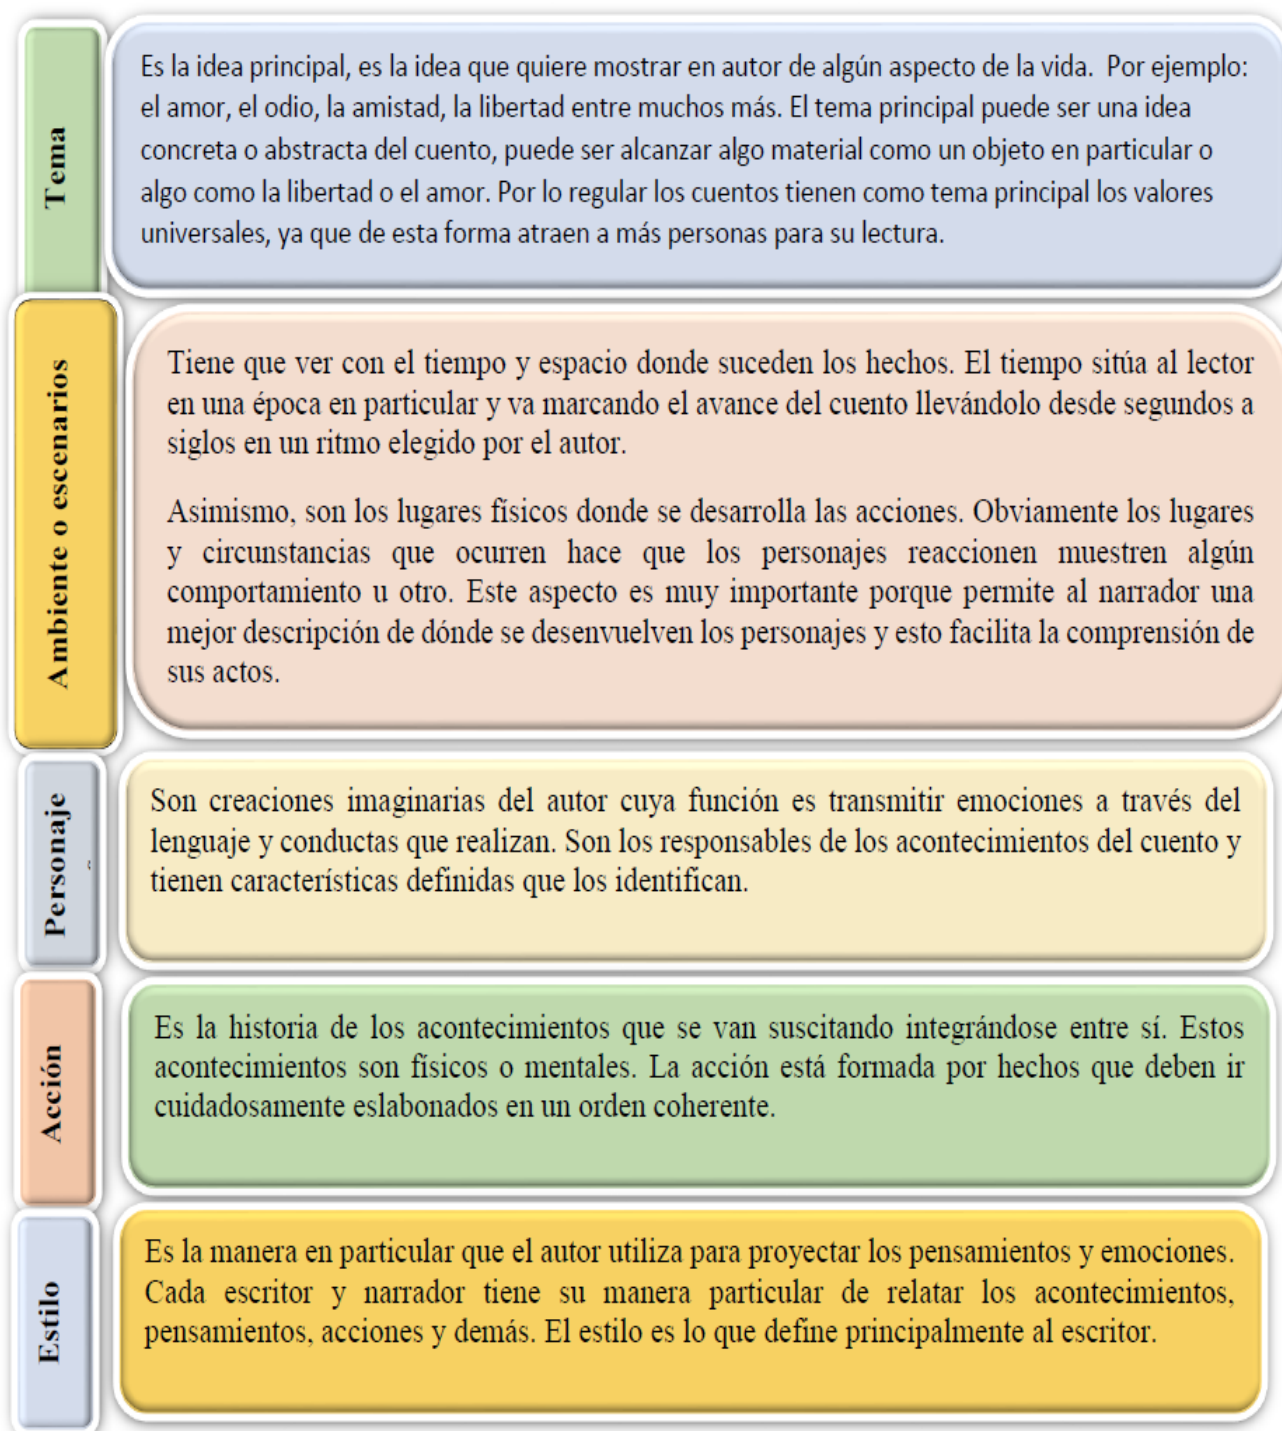 Tema
Es la idea principal, es la idea que quiere mostrar en autor de algún aspecto de la vida. Por ejemplo:
el amor, el odio, la amistad, la libertad entre muchos más. El tema principal puede ser una idea
concreta o abstracta del cuento, puede ser alcanzar algo material como un objeto en particular o
algo como la libertad o el amor. Por lo regular los cuentos tienen como tema principal los valores
universales, ya que de esta forma atraen a más personas para su lectura.
Ambiente o escenarios
Tiene que ver con el tiempo y espacio donde suceden los hechos. El tiempo sitúa al lector
en una época en particular y va marcando el avance del cuento llevándolo desde segundos a
siglos en un ritmo elegido por el autor.
Asimismo, son los lugares físicos donde se desarrolla las acciones. Obviamente los lugares
y circunstancias que ocurren hace que los personajes reaccionen muestren algún
comportamiento u otro. Este aspecto es muy importante porque permite al narrador una
mejor descripción de dónde se desenvuelven los personajes y esto facilita la comprensión de
sus actos.
Personaje
Son creaciones imaginarias del autor cuya función es transmitir emociones a través del
lenguaje y conductas que realizan. Son los responsables de los acontecimientos del cuento y
tienen características definidas que los identifican.
Acción
Es la historia de los acontecimientos que se van suscitando integrándose entre sí. Estos
acontecimientos son físicos o mentales. La acción está formada por hechos que deben ir
cuidadosamente eslabonados en un orden coherente.
Estilo
Es la manera en particular que el autor utiliza para proyectar los pensamientos y emociones.
Cada escritor y narrador tiene su manera particular de relatar los acontecimientos,
pensamientos, acciones y demás. El estilo es lo que define principalmente al escritor.